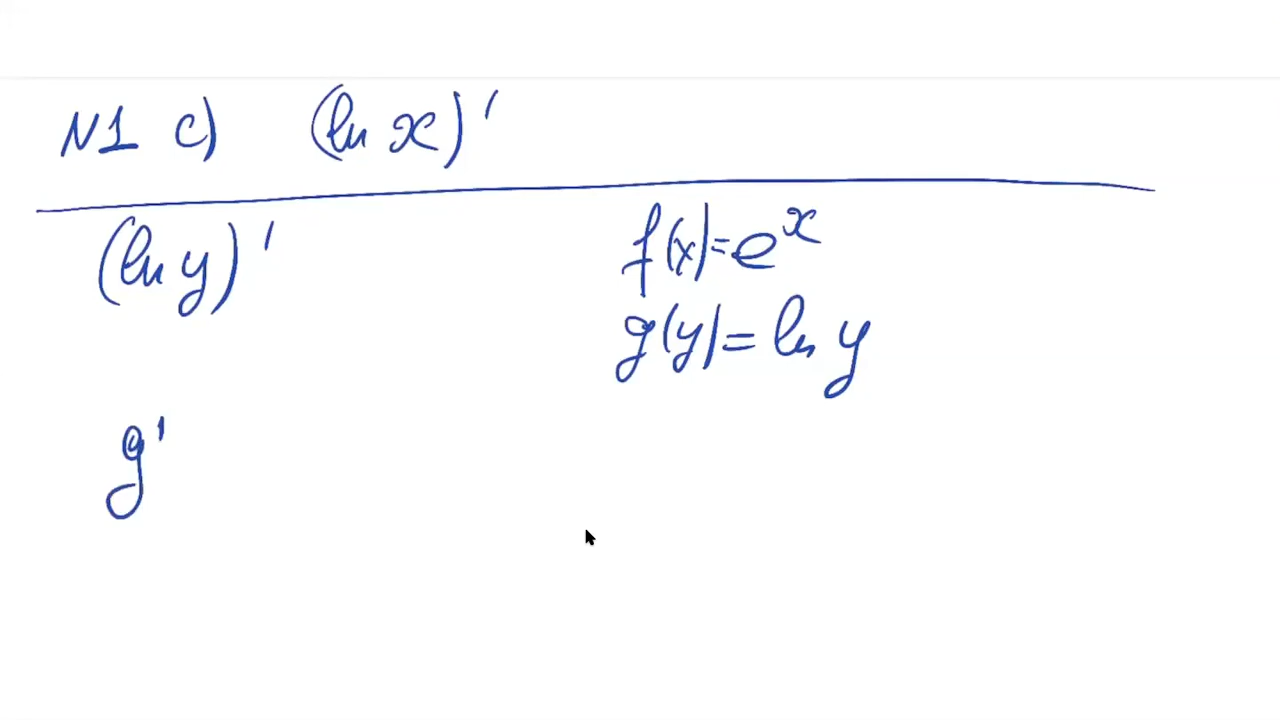 N1 c) (ln x)'
(ln y)'
f(x)=e^x
g(y)= ln y
g'